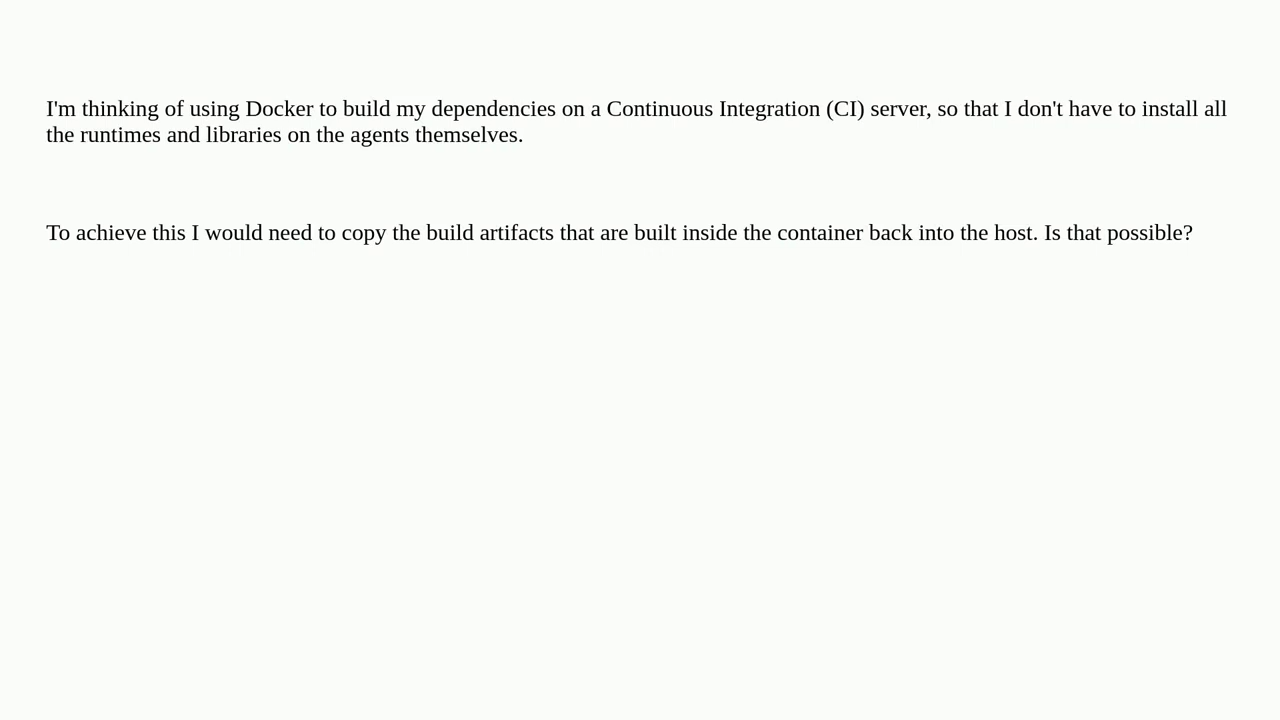 I'm thinking of using Docker to build my dependencies on a Continuous Integration (CI) server, so that I don't have to install all
the runtimes and libraries on the agents themselves.
To achieve this I would need to copy the build artifacts that are built inside the container back into the host. Is that possible?